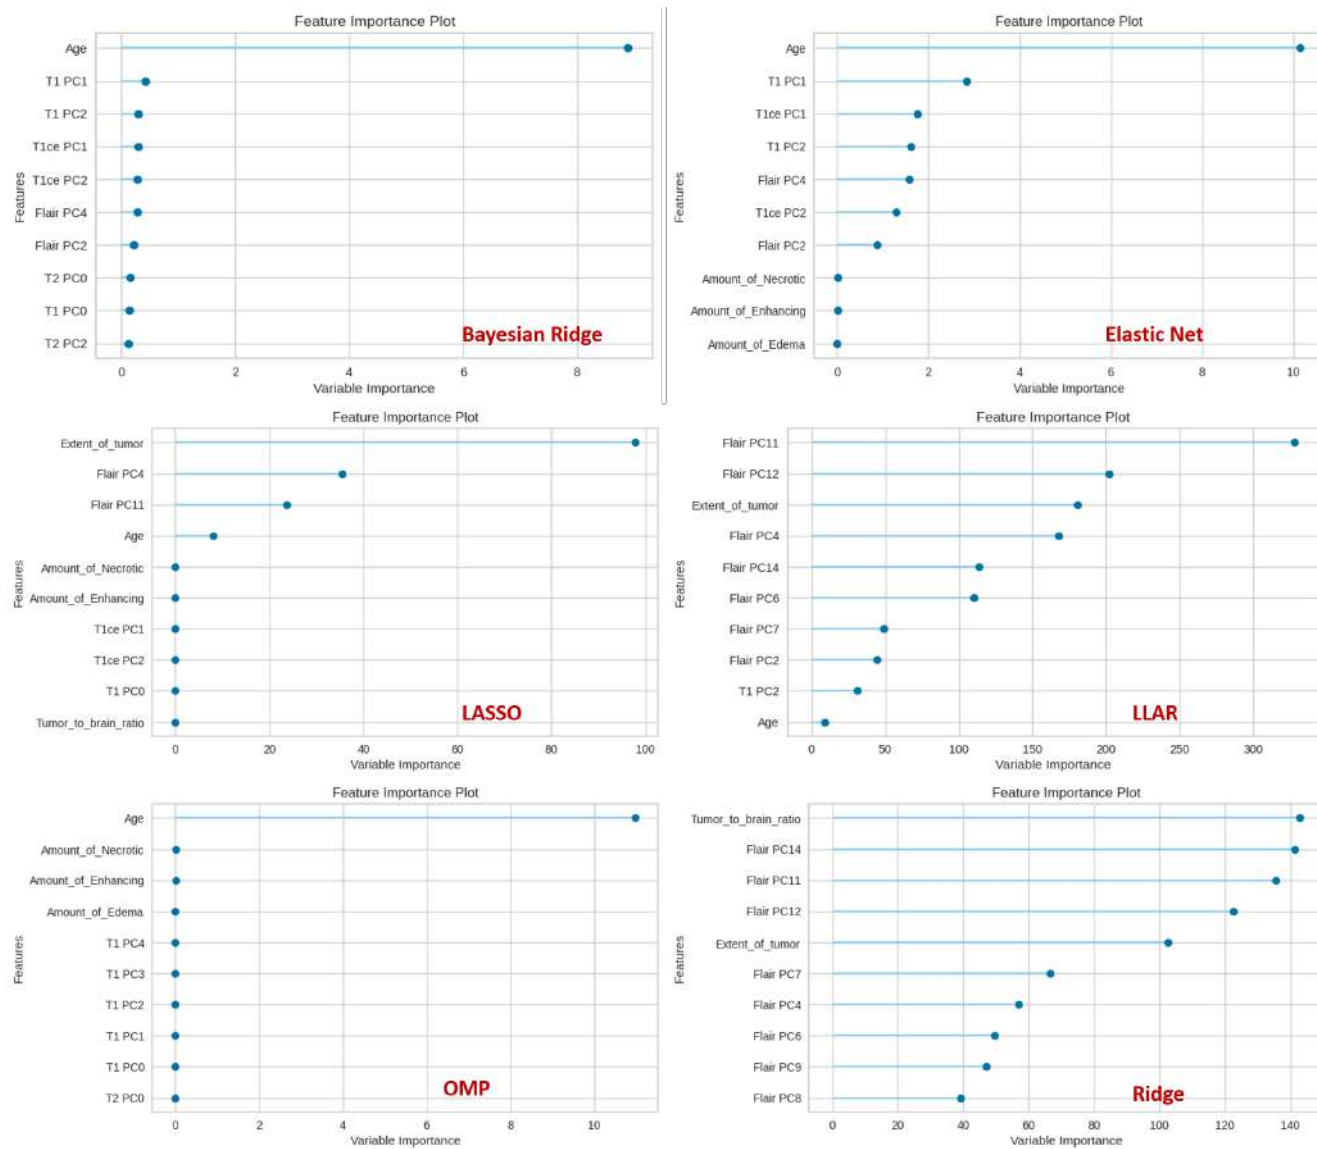 Feature Importance Plot
Features
Age
T1 PC1
T1 PC2
T1ce PC1
T1ce PC2
Flair PC4
Flair PC2
T2 PC0
T1 PC0
T2 PC2
Bayesian Ridge
0 2 4 6 8
Variable Importance
Feature Importance Plot
Features
Age
T1 PC1
T1ce PC1
T1 PC2
Flair PC4
T1ce PC2
Flair PC2
Amount_of_Necrotic
Amount_of_Enhancing
Amount_of_Edema
Elastic Net
0 2 4 6 8 10
Variable Importance
Feature Importance Plot
Features
Extent_of_tumor
Flair PC4
Flair PC11
Age
Amount_of_Necrotic
Amount_of_Enhancing
T1ce PC1
T1ce PC2
T1 PC0
Tumor_to_brain_ratio
LASSO
0 20 40 60 80 100
Variable Importance
Feature Importance Plot
Features
Flair PC11
Flair PC12
Extent_of_tumor
Flair PC4
Flair PC14
Flair PC6
Flair PC7
Flair PC2
T1 PC2
Age
LLAR
0 50 100 150 200 250 300
Variable Importance
Feature Importance Plot
Features
Age
Amount_of_Necrotic
Amount_of_Enhancing
Amount_of_Edema
T1 PC4
T1 PC3
T1 PC2
T1 PC1
T1 PC0
T2 PC0
OMP
0 2 4 6 8 10
Variable Importance
Feature Importance Plot
Features
Tumor_to_brain_ratio
Flair PC14
Flair PC11
Flair PC12
Extent_of_tumor
Flair PC7
Flair PC4
Flair PC6
Flair PC9
Flair PC8
Ridge
0 20 40 60 80 100 120 140
Variable Importance